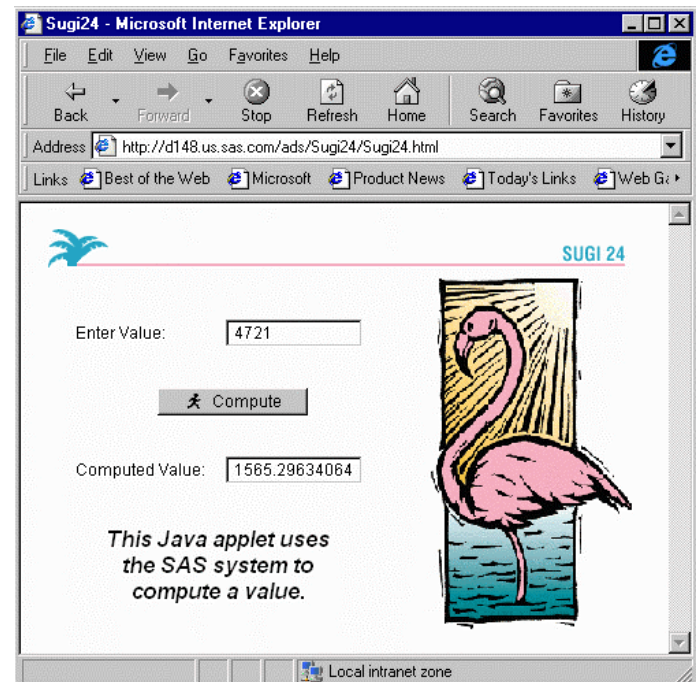 Sugi24 - Microsoft Internet Explorer
File Edit View Go Favorites Help
Back Forward Stop Refresh Home Search Favorites History
Address http://d148.us.sas.com/ads/Sugi24/Sugi24.html
Links Best of the Web Microsoft Product News Today's Links Web Ga
SUGI 24
Enter Value: 4721
Compute
Computed Value: 1565.29634064
This Java applet uses
the SAS system to
compute a value.
Local intranet zone